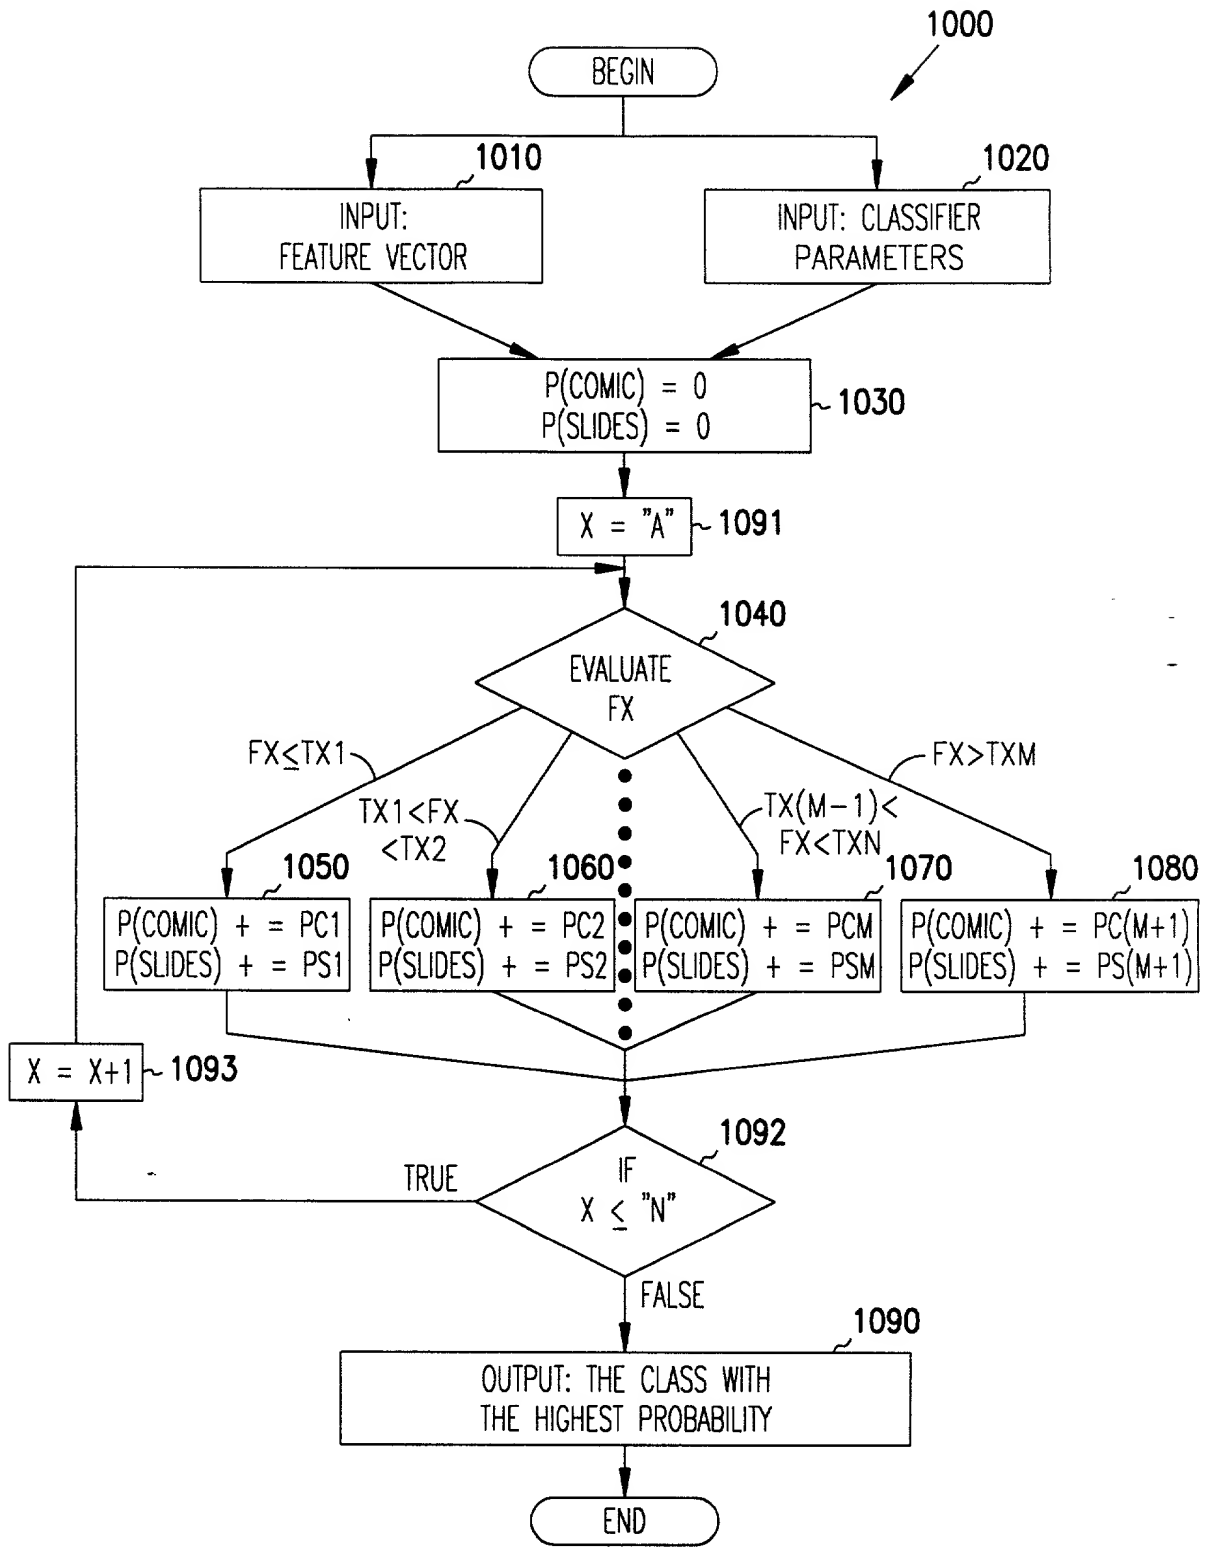 1000
BEGIN
1010
1020
INPUT:
FEATURE VECTOR
INPUT: CLASSIFIER
PARAMETERS
P(COMIC) = 0
P(SLIDES) = 0
1030
X = "A"
1091
1040
EVALUATE
FX
FX≤TX1
FX>TXM
TX1<FX
<TX2
TX(M-1)<
FX<TXN
1050
1060
1070
1080
P(COMIC) + = PC1
P(SLIDES) + = PS1
P(COMIC) + = PC2
P(SLIDES) + = PS2
P(COMIC) + = PCM
P(SLIDES) + = PSM
P(COMIC) + = PC(M+1)
P(SLIDES) + = PS(M+1)
X = X+1
1093
1092
IF
X ≤ "N"
TRUE
FALSE
1090
OUTPUT: THE CLASS WITH
THE HIGHEST PROBABILITY
END